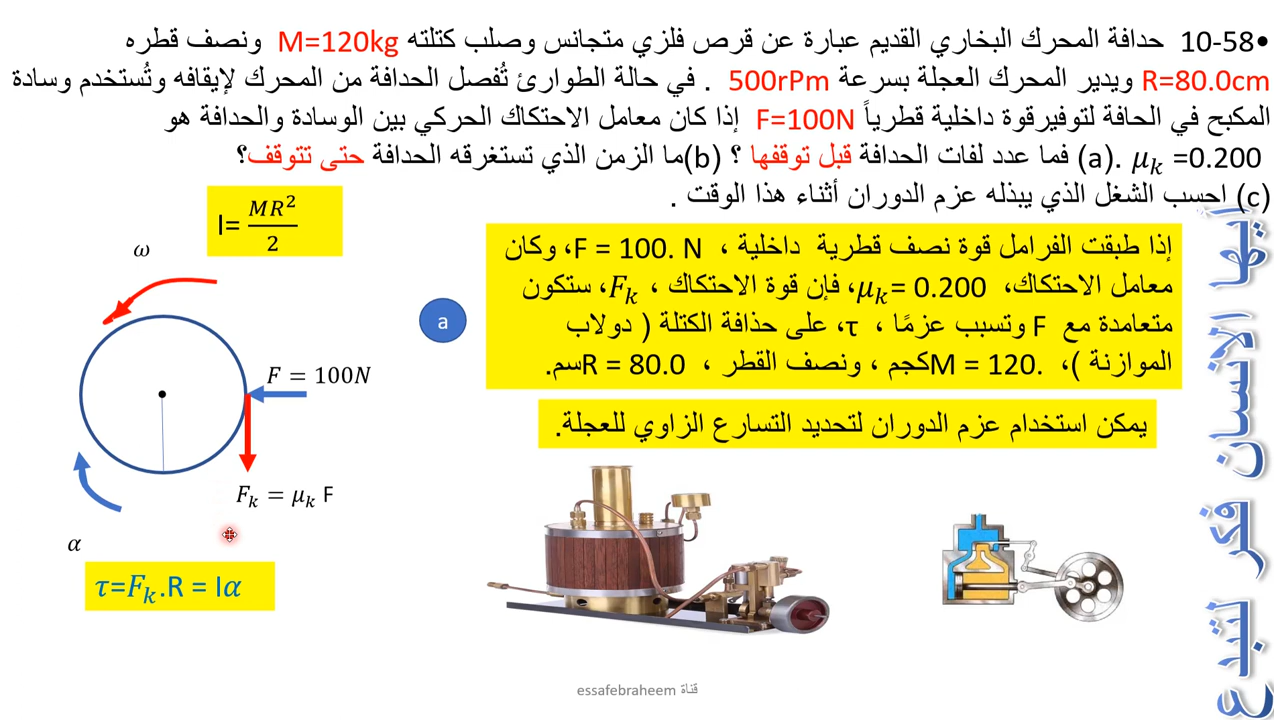 •10-58 حدافة المحرك البخاري القديم عبارة عن قرص فلزي متجانس وصلب كتلته M=120kg ونصف قطره
R=80.0cm ويدير المحرك العجلة بسرعة 500rPm . في حالة الطوارئ تُفصل الحدافة من المحرك لإيقافه وتُستخدم وسادة
المكبح في الحافة لتوفيرقوة داخلية قطرياً F=100N إذا كان معامل الاحتكاك الحركي بين الوسادة والحدافة هو
μk =0.200 .(a) فما عدد لفات الحدافة قبل توقفها ؟ (b)ما الزمن الذي تستغرقه الحدافة حتى تتوقف؟
(c) احسب الشغل الذي يبذله عزم الدوران أثناء هذا الوقت .
I= MR²/2
ω
F = 100N
Fk = μk F
α
τ=Fk.R = Iα
a
إذا طبقت الفرامل قوة نصف قطرية داخلية ، F = 100. N، وكان
معامل الاحتكاك، μk= 0.200، فإن قوة الاحتكاك ، Fk، ستكون
متعامدة مع F وتسبب عزمًا ، τ، على حذافة الكتلة ( دولاب
الموازنة )، M = 120.كجم ، ونصف القطر ، R = 80.0سم.
يمكن استخدام عزم الدوران لتحديد التسارع الزاوي للعجلة.
أيها الانسان فكر لتبدع
قناة essafebraheem